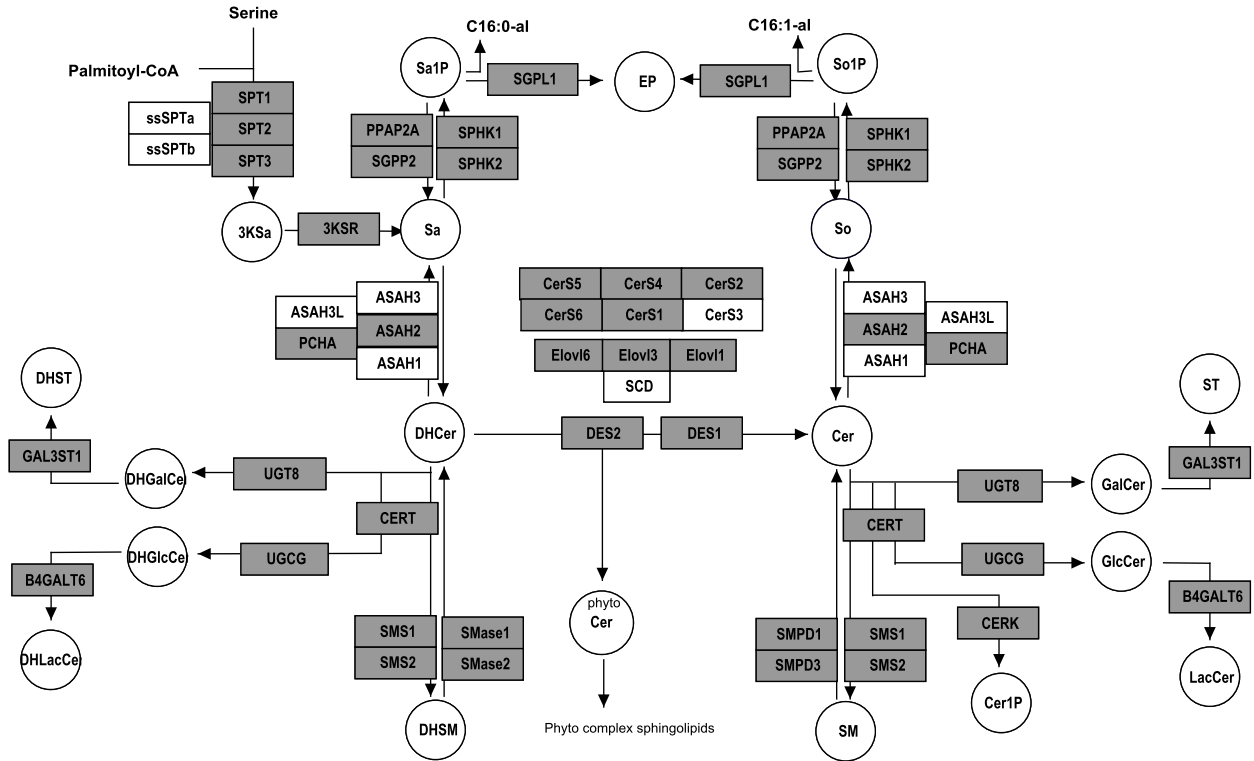 Serine
C16:0-al
C16:1-al
Palmitoyl-CoA
Sa1P
SGPL1
EP
SGPL1
So1P
SPT1
ssSPTa
SPT2
ssSPTb
SPT3
PPAP2A
SPHK1
SGPP2
SPHK2
PPAP2A
SPHK1
SGPP2
SPHK2
3KSa
3KSR
Sa
So
CerS5
CerS4
CerS2
CerS6
CerS1
CerS3
Elovl6
Elovl3
Elovl1
SCD
ASAH3
ASAH3L
ASAH2
PCHA
ASAH1
ASAH3
ASAH3L
ASAH2
PCHA
ASAH1
DHST
ST
DHCer
DES2
DES1
Cer
GAL3ST1
DHGalCe
UGT8
CERT
DHGlcCe
UGCG
B4GALT6
DHLacCe
UGT8
GalCer
GAL3ST1
CERT
UGCG
GlcCer
B4GALT6
CERK
LacCer
Cer1P
SMS1
SMase1
SMS2
SMase2
phyto
Cer
SMPD1
SMS1
SMPD3
SMS2
DHSM
Phyto complex sphingolipids
SM